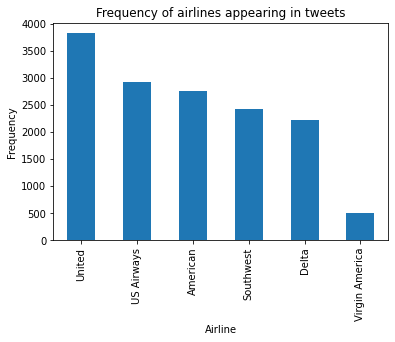 Frequency of airlines appearing in tweets
4000
3500
3000
2500
2000
1500
1000
500
0
Frequency
United
US Airways
American
Southwest
Delta
Virgin America
Airline